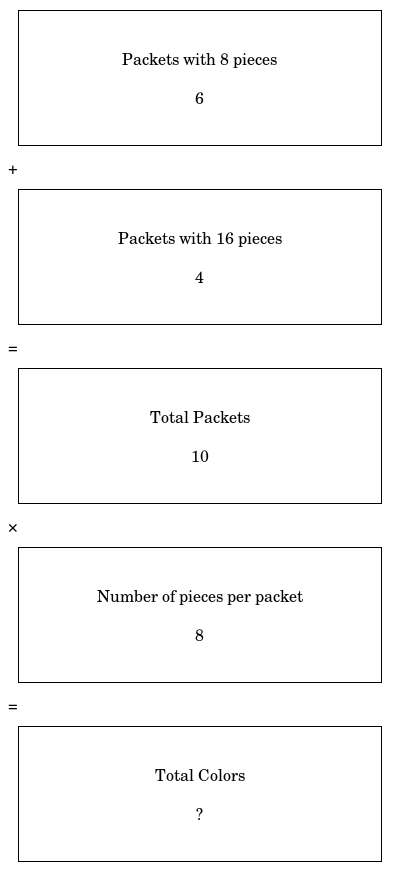 Packets with 8 pieces
6
+
Packets with 16 pieces
4
=
Total Packets
10
×
Number of pieces per packet
8
=
Total Colors
?